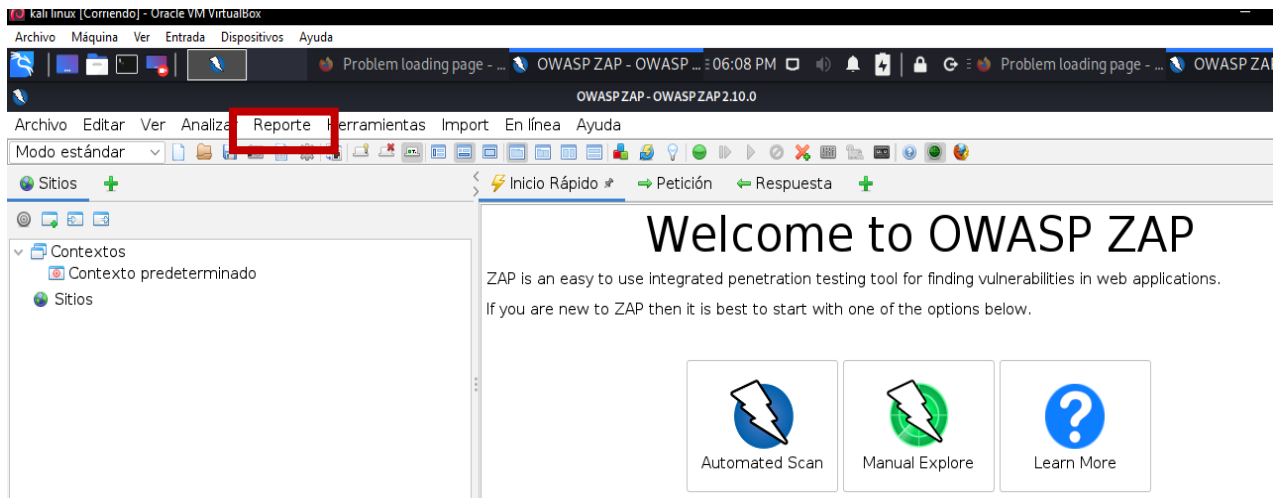 kali linux [Corriendo] - Oracle VM VirtualBox
Archivo Máquina Ver Entrada Dispositivos Ayuda
Problem loading page - ... OWASP ZAP - OWASP ... 06:08 PM Problem loading page - ... OWASP ZA
OWASP ZAP - OWASP ZAP 2.10.0
Archivo Editar Ver Analizar Reporte Herramientas Import En línea Ayuda
Modo estándar
Sitios Inicio Rápido Petición Respuesta
Welcome to OWASP ZAP
Contextos
Contexto predeterminado
ZAP is an easy to use integrated penetration testing tool for finding vulnerabilities in web applications.
Sitios
If you are new to ZAP then it is best to start with one of the options below.
Automated Scan Manual Explore Learn More